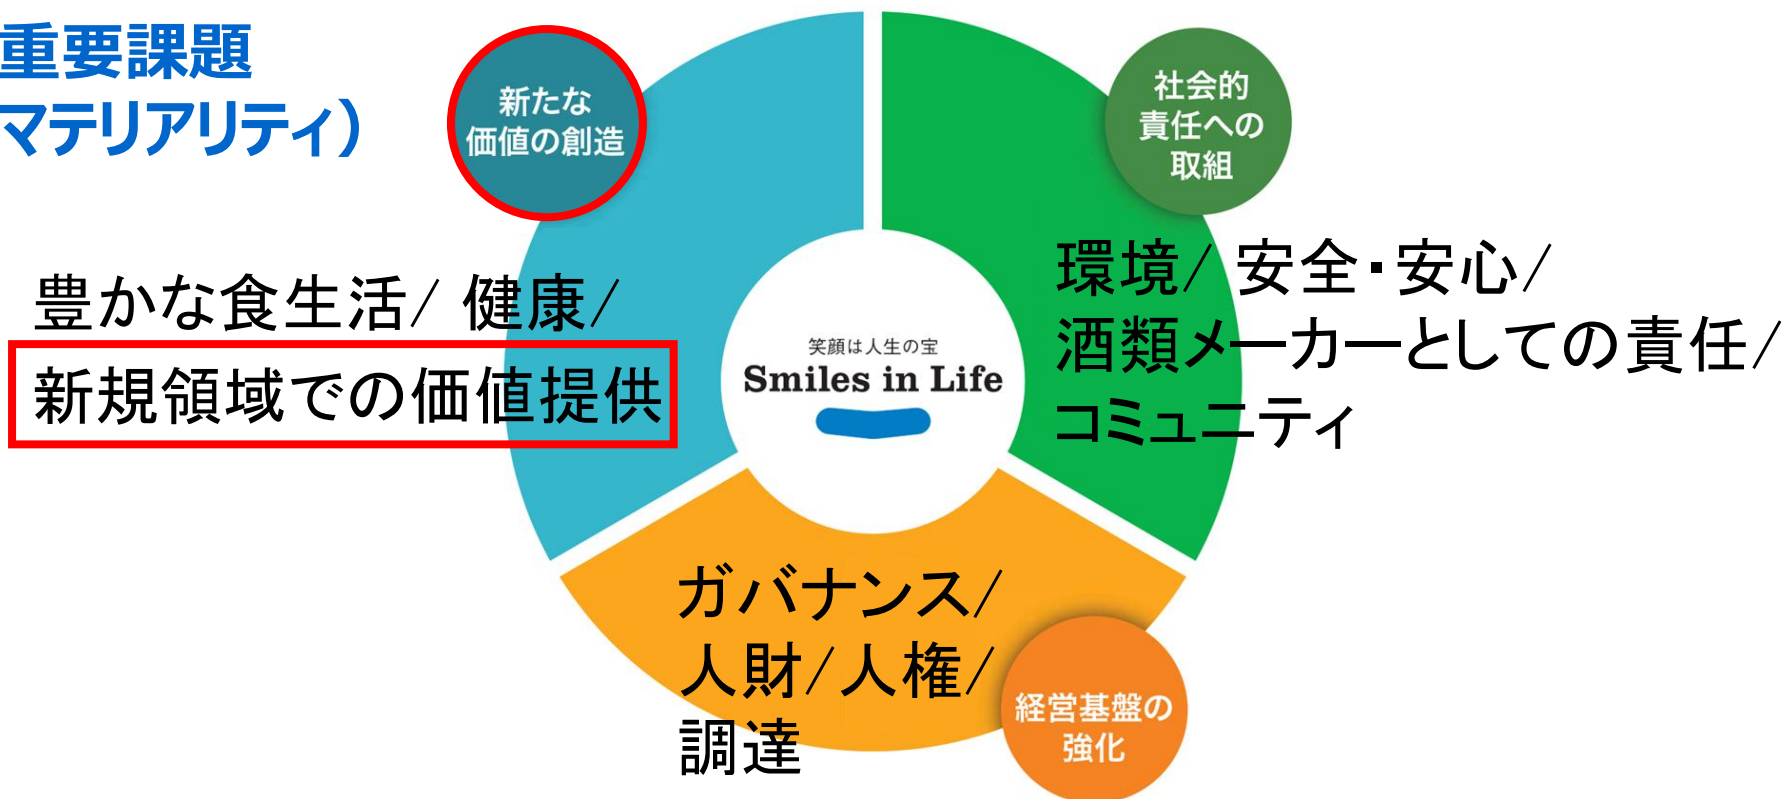 重要課題
マテリアリティ）
新たな
価値の創造
社会的
責任への
取組
豊かな食生活/ 健康/
新規領域での価値提供
環境/ 安全・安心/
酒類メーカーとしての責任/
コミュニティ
笑顔は人生の宝
Smiles in Life
ガバナンス/
人財/人権/
調達
経営基盤の
強化